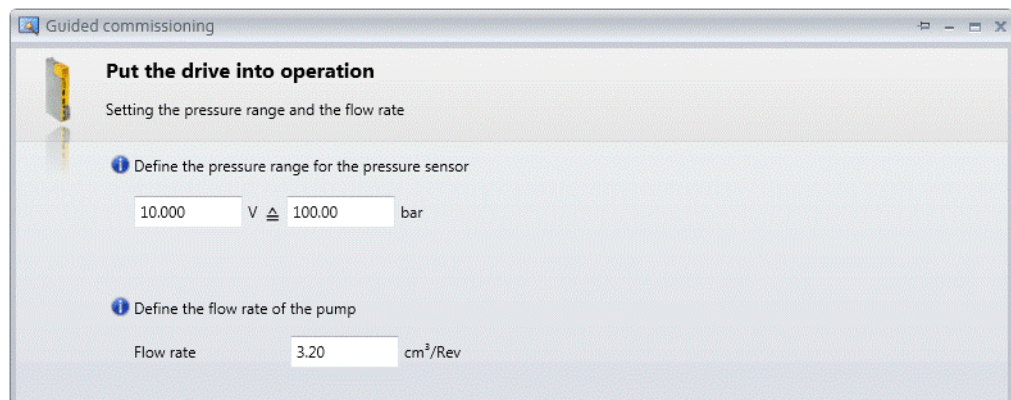 Guided commissioning
Put the drive into operation
Setting the pressure range and the flow rate
Define the pressure range for the pressure sensor
10.000 V ≙ 100.00 bar
Define the flow rate of the pump
Flow rate 3.20 cm³/Rev